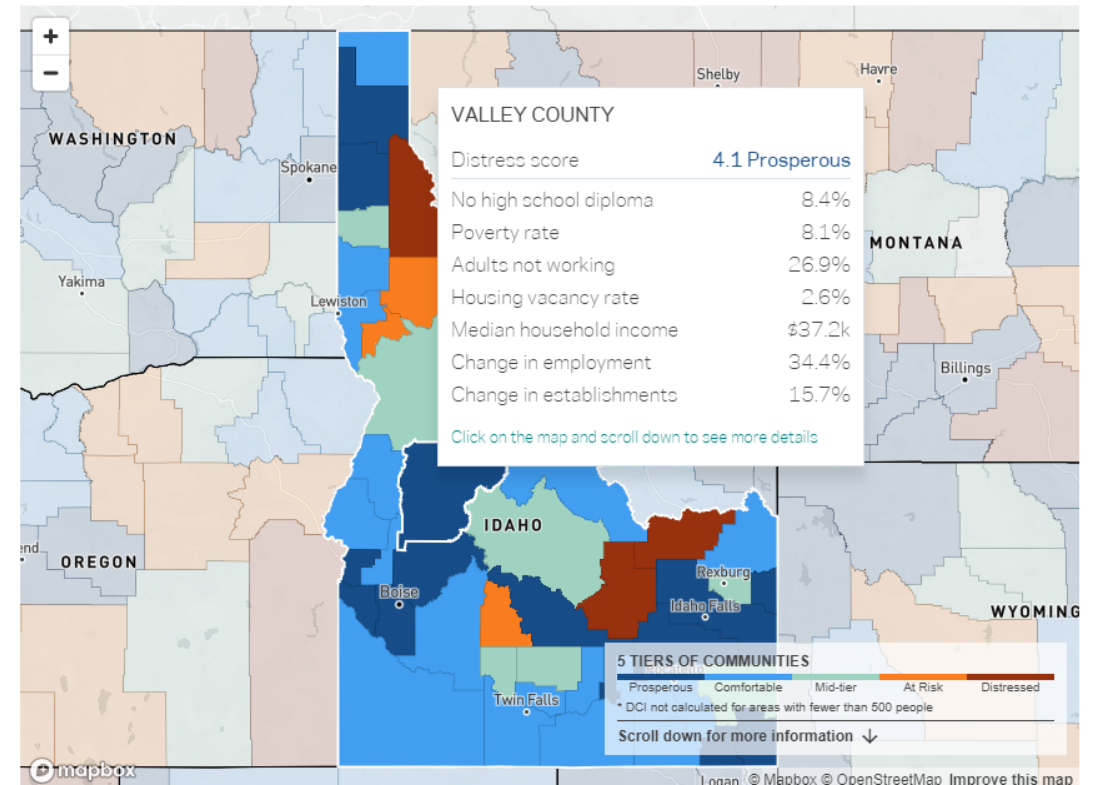 +
−
Shelby
Havre
WASHINGTON
Spokane
MONTANA
Yakima
Lewiston
Billings
VALLEY COUNTY
Distress score 4.1 Prosperous
No high school diploma 8.4%
Poverty rate 8.1%
Adults not working 26.9%
Housing vacancy rate 2.6%
Median household income $37.2k
Change in employment 34.4%
Change in establishments 15.7%
Click on the map and scroll down to see more details
IDAHO
end
OREGON
Boise
Rexburg
Idaho Falls
WYOMING
Twin Falls
5 TIERS OF COMMUNITIES
Prosperous Comfortable Mid-tier At Risk Distressed
* DCI not calculated for areas with fewer than 500 people
Scroll down for more information ↓
mapbox
Logan
© Mapbox © OpenStreetMap Improve this map